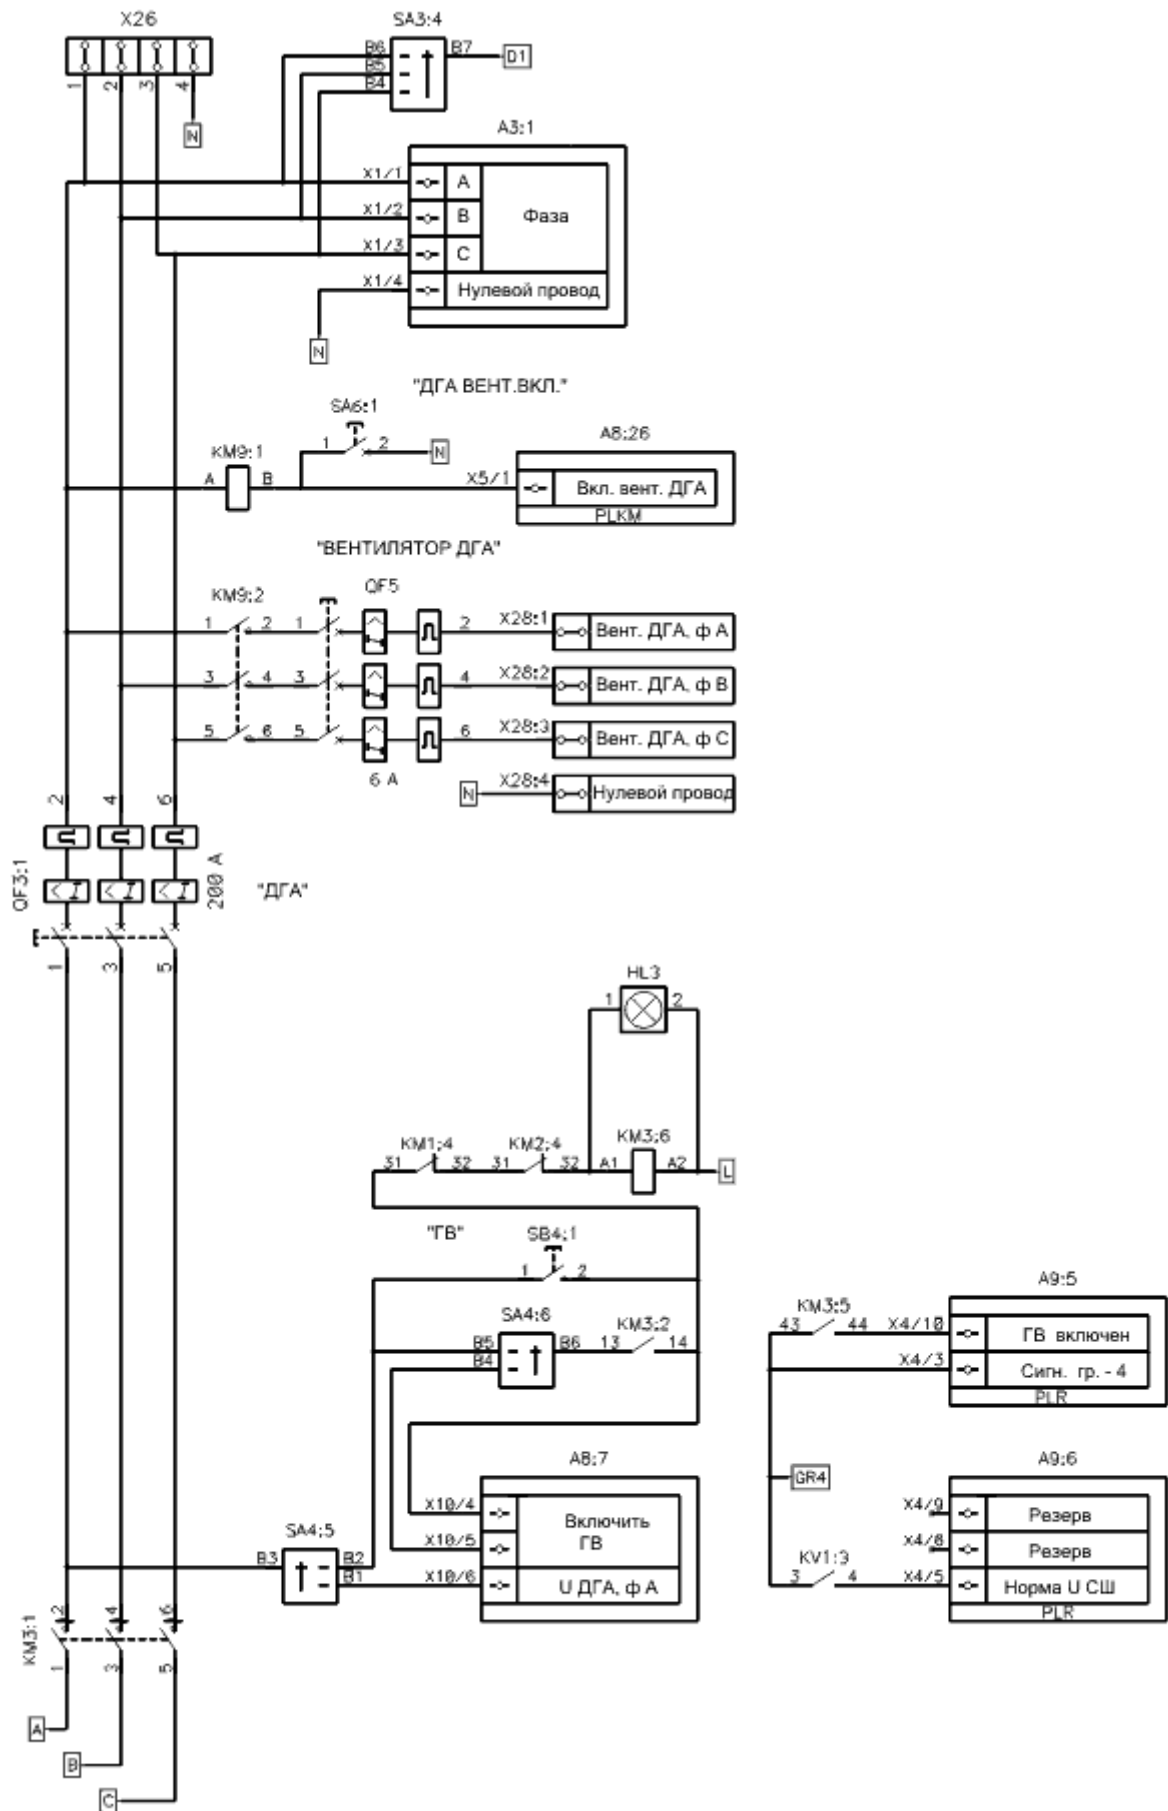 X26
SA3:4
B6
B5
B4
B7
D1
1
2
3
4
N
A3:1
X1/1
A
X1/2
B
Фаза
X1/3
C
X1/4
Нулевой провод
N
"ДГА ВЕНТ.ВКЛ."
SA6:1
1
2
N
KM9:1
A
B
A8:26
X5/1
Вкл. вент. ДГА
PLKM
"ВЕНТИЛЯТОР ДГА"
KM9:2
QF5
1
2
1
2
X28:1
Вент. ДГА, ф А
3
4
3
4
X28:2
Вент. ДГА, ф В
5
6
5
6
X28:3
Вент. ДГА, ф С
6 А
N
X28:4
Нулевой провод
2
4
6
QF3:1
200 А
"ДГА"
1
3
5
HL3
1
2
KM1:4
KM2:4
KM3:6
31
32
31
32
A1
A2
L
"ГВ"
SB4:1
1
2
SA4:6
B5
B4
B6
KM3:2
13
14
A9:5
KM3:5
43
44
X4/10
ГВ включен
X4/3
Сигн. гр. - 4
PLR
A8:7
X10/4
Включить
ГВ
X10/5
X10/6
U ДГА, ф А
SA4:5
B3
B2
B1
GR4
A9:6
X4/9
Резерв
X4/6
Резерв
KV1:3
3
4
X4/5
Норма U СШ
PLR
KM3:1
2
4
6
1
3
5
A
B
C